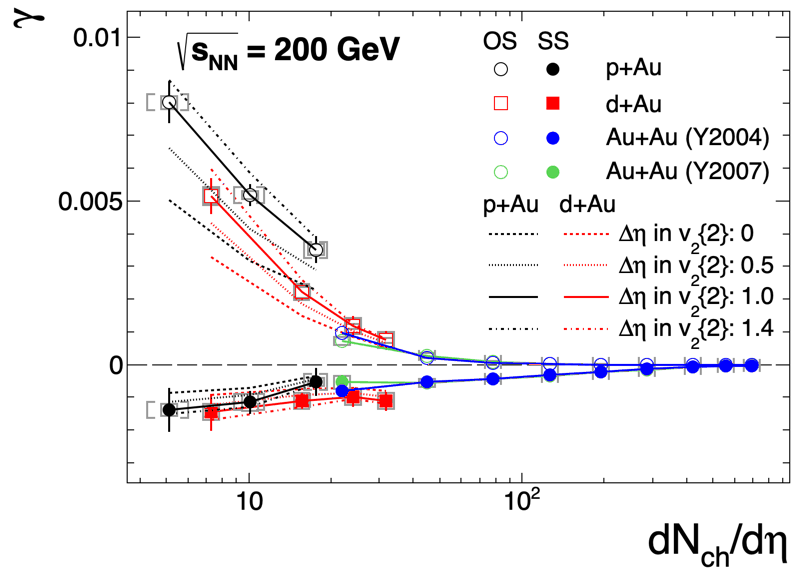 γ
0.01
0.005
0
√s_NN = 200 GeV
OS SS
p+Au
d+Au
Au+Au (Y2004)
Au+Au (Y2007)
p+Au d+Au
Δη in v₂{2}: 0
Δη in v₂{2}: 0.5
Δη in v₂{2}: 1.0
Δη in v₂{2}: 1.4
10 10²
dN_ch/dη